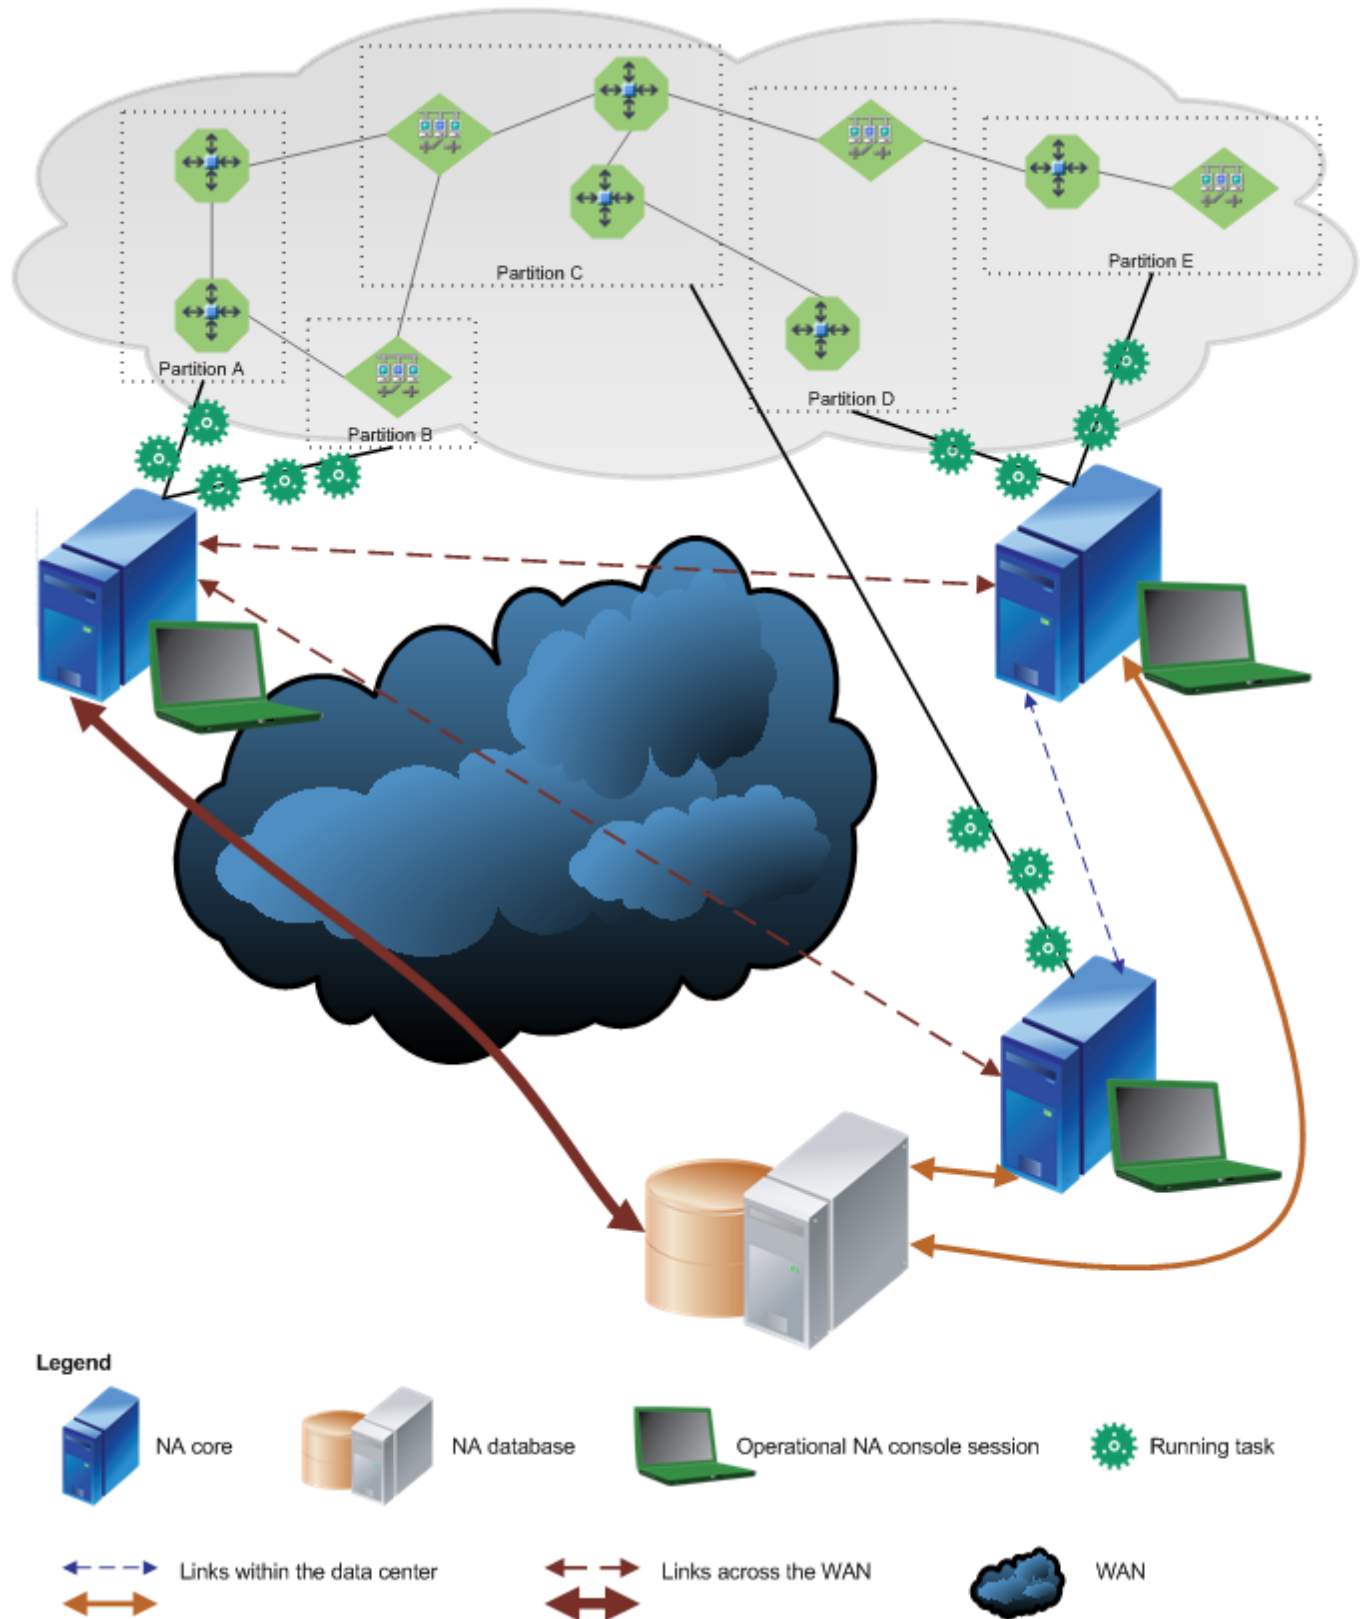 Partition C
Partition E
Partition A
Partition D
Partition B
Legend
NA core
NA database
Operational NA console session
Running task
Links within the data center
Links across the WAN
WAN